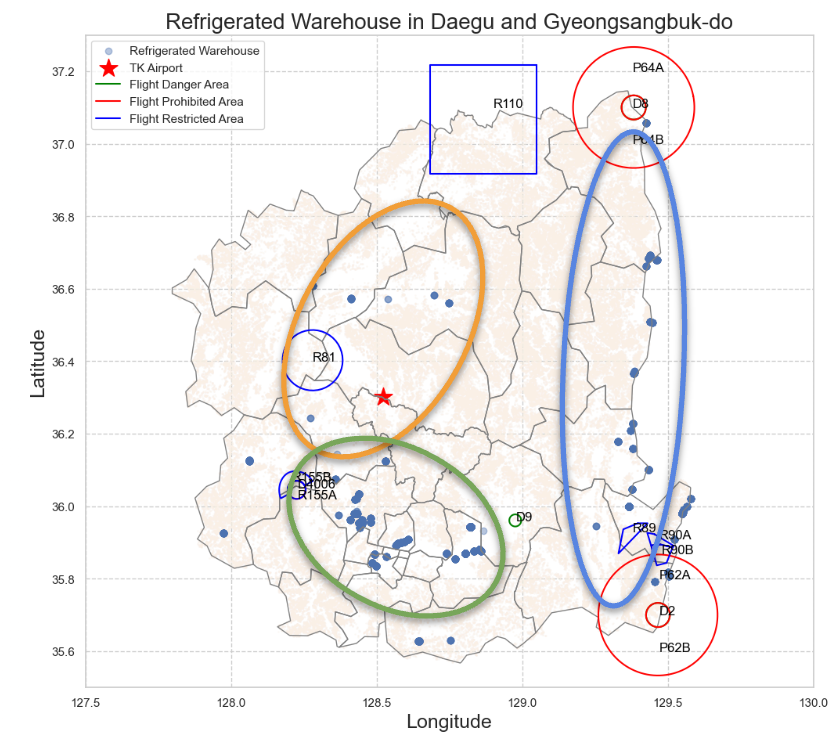 Refrigerated Warehouse in Daegu and Gyeongsangbuk-do
Refrigerated Warehouse
TK Airport
Flight Danger Area
Flight Prohibited Area
Flight Restricted Area
37.2
37.0
36.8
36.6
36.4
36.2
36.0
35.8
35.6
Latitude
P64A
R110
D8
P64B
R81
R155B
R155A
D9
R89
R90A
R90B
P62A
D2
P62B
127.5
128.0
128.5
129.0
129.5
130.0
Longitude